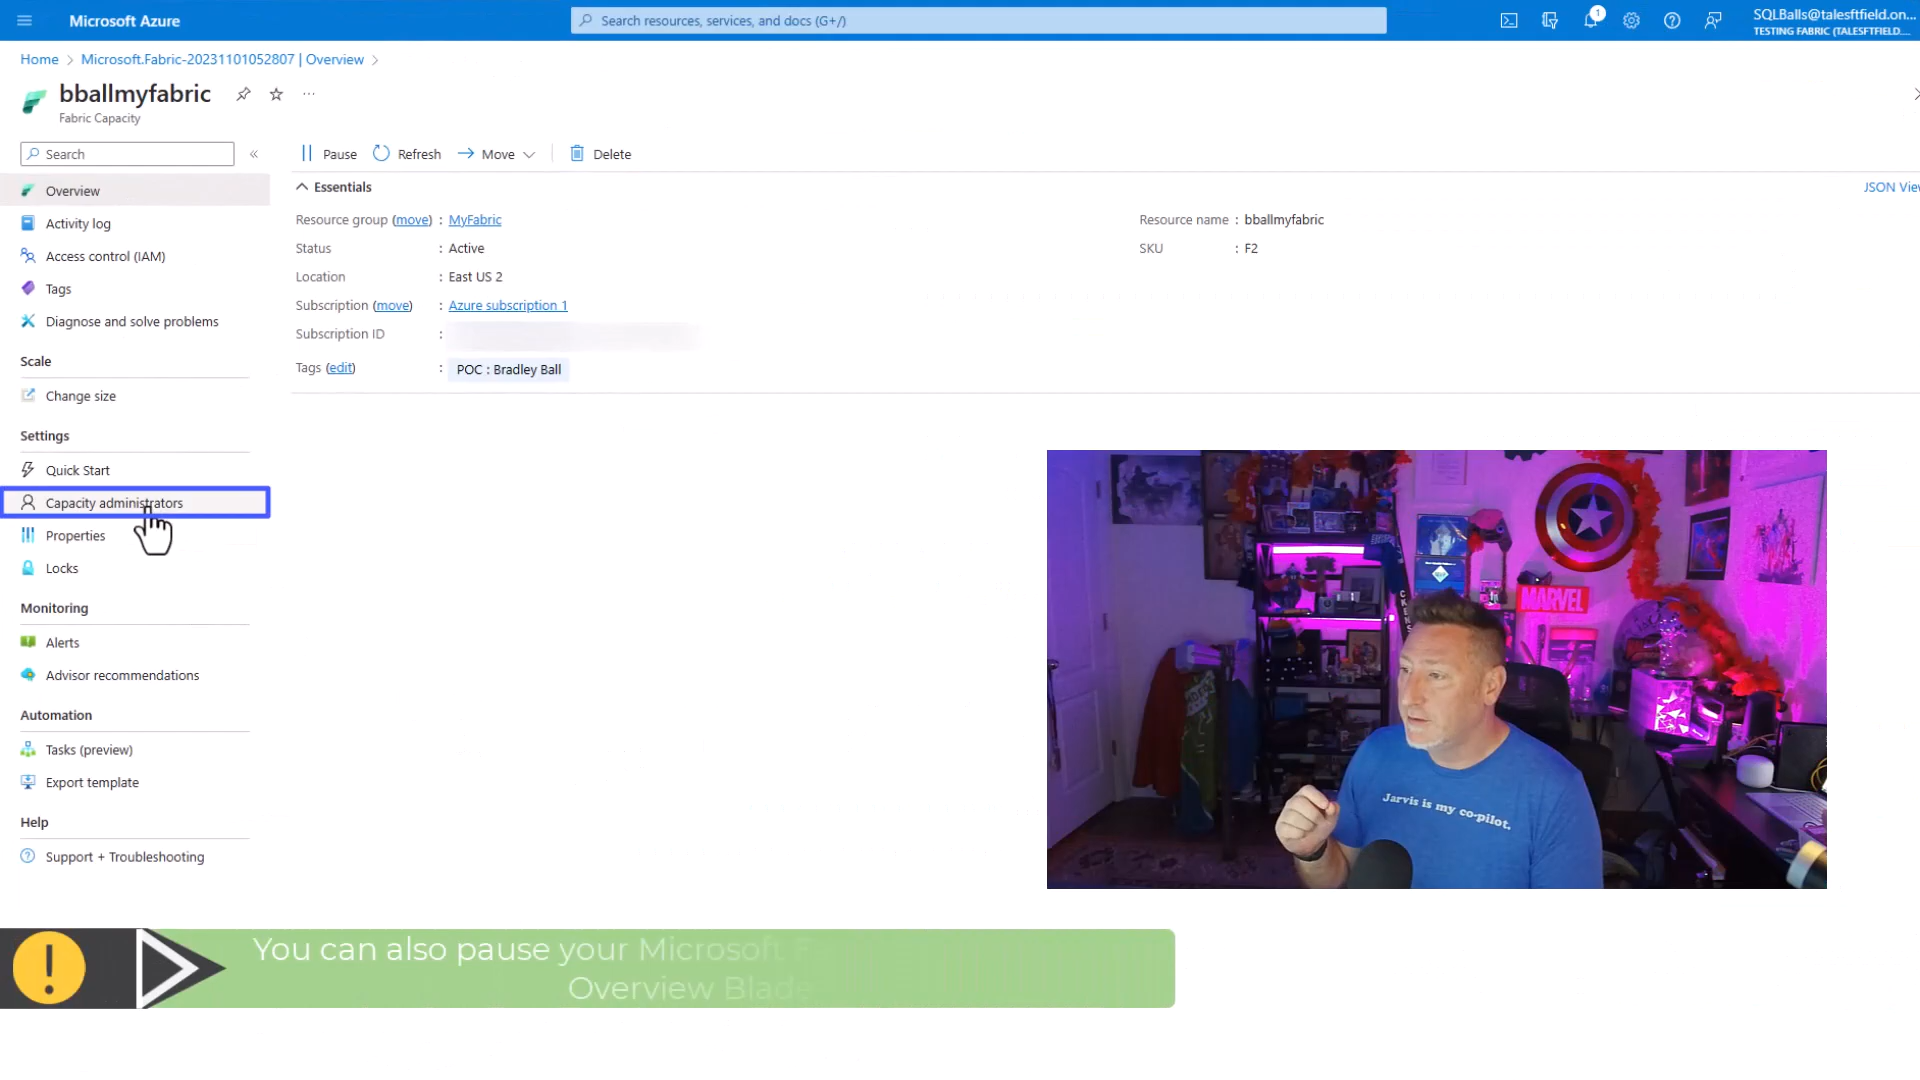 Microsoft Azure
Search resources, services, and docs (G+/)
1
SQLBalls@talesftfield.on...
TESTING FABRIC (TALESFTFIELD....
Home
Microsoft.Fabric-20231101052807 | Overview
bballmyfabric
...
Fabric Capacity
Search
«
Pause
Refresh
Move
Delete
Overview
Activity log
Access control (IAM)
Tags
Diagnose and solve problems
Scale
Change size
Settings
Quick Start
Capacity administrators
Properties
Locks
Monitoring
Alerts
Advisor recommendations
Automation
Tasks (preview)
Export template
Help
Support + Troubleshooting
Essentials
JSON Vie
Resource group (move) : MyFabric
Status : Active
Location : East US 2
Subscription (move) : Azure subscription 1
Subscription ID :
Tags (edit) : POC : Bradley Ball
Resource name : bballmyfabric
SKU : F2
MARVEL
Jarvis is my co-pilot.
You can also pause your Microsoft F
Overview Blade